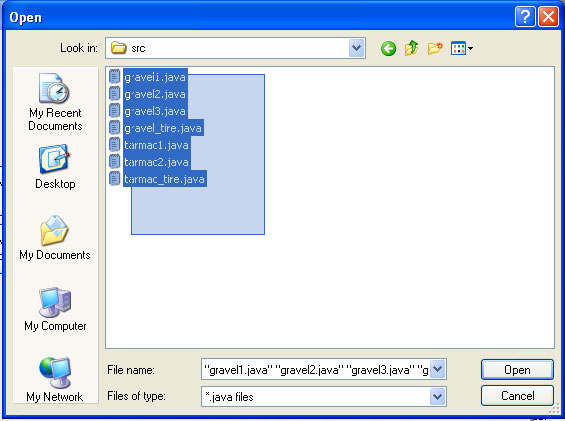 Open
Look in:
src
My Recent
Documents
Desktop
My Documents
My Computer
My Network
gravel1.java
gravel2.java
gravel3.java
gravel_tire.java
tarmac1.java
tarmac2.java
tarmac_tire.java
File name:
"gravel1.java" "gravel2.java" "gravel3.java" "g
Open
Files of type:
*.java files
Cancel